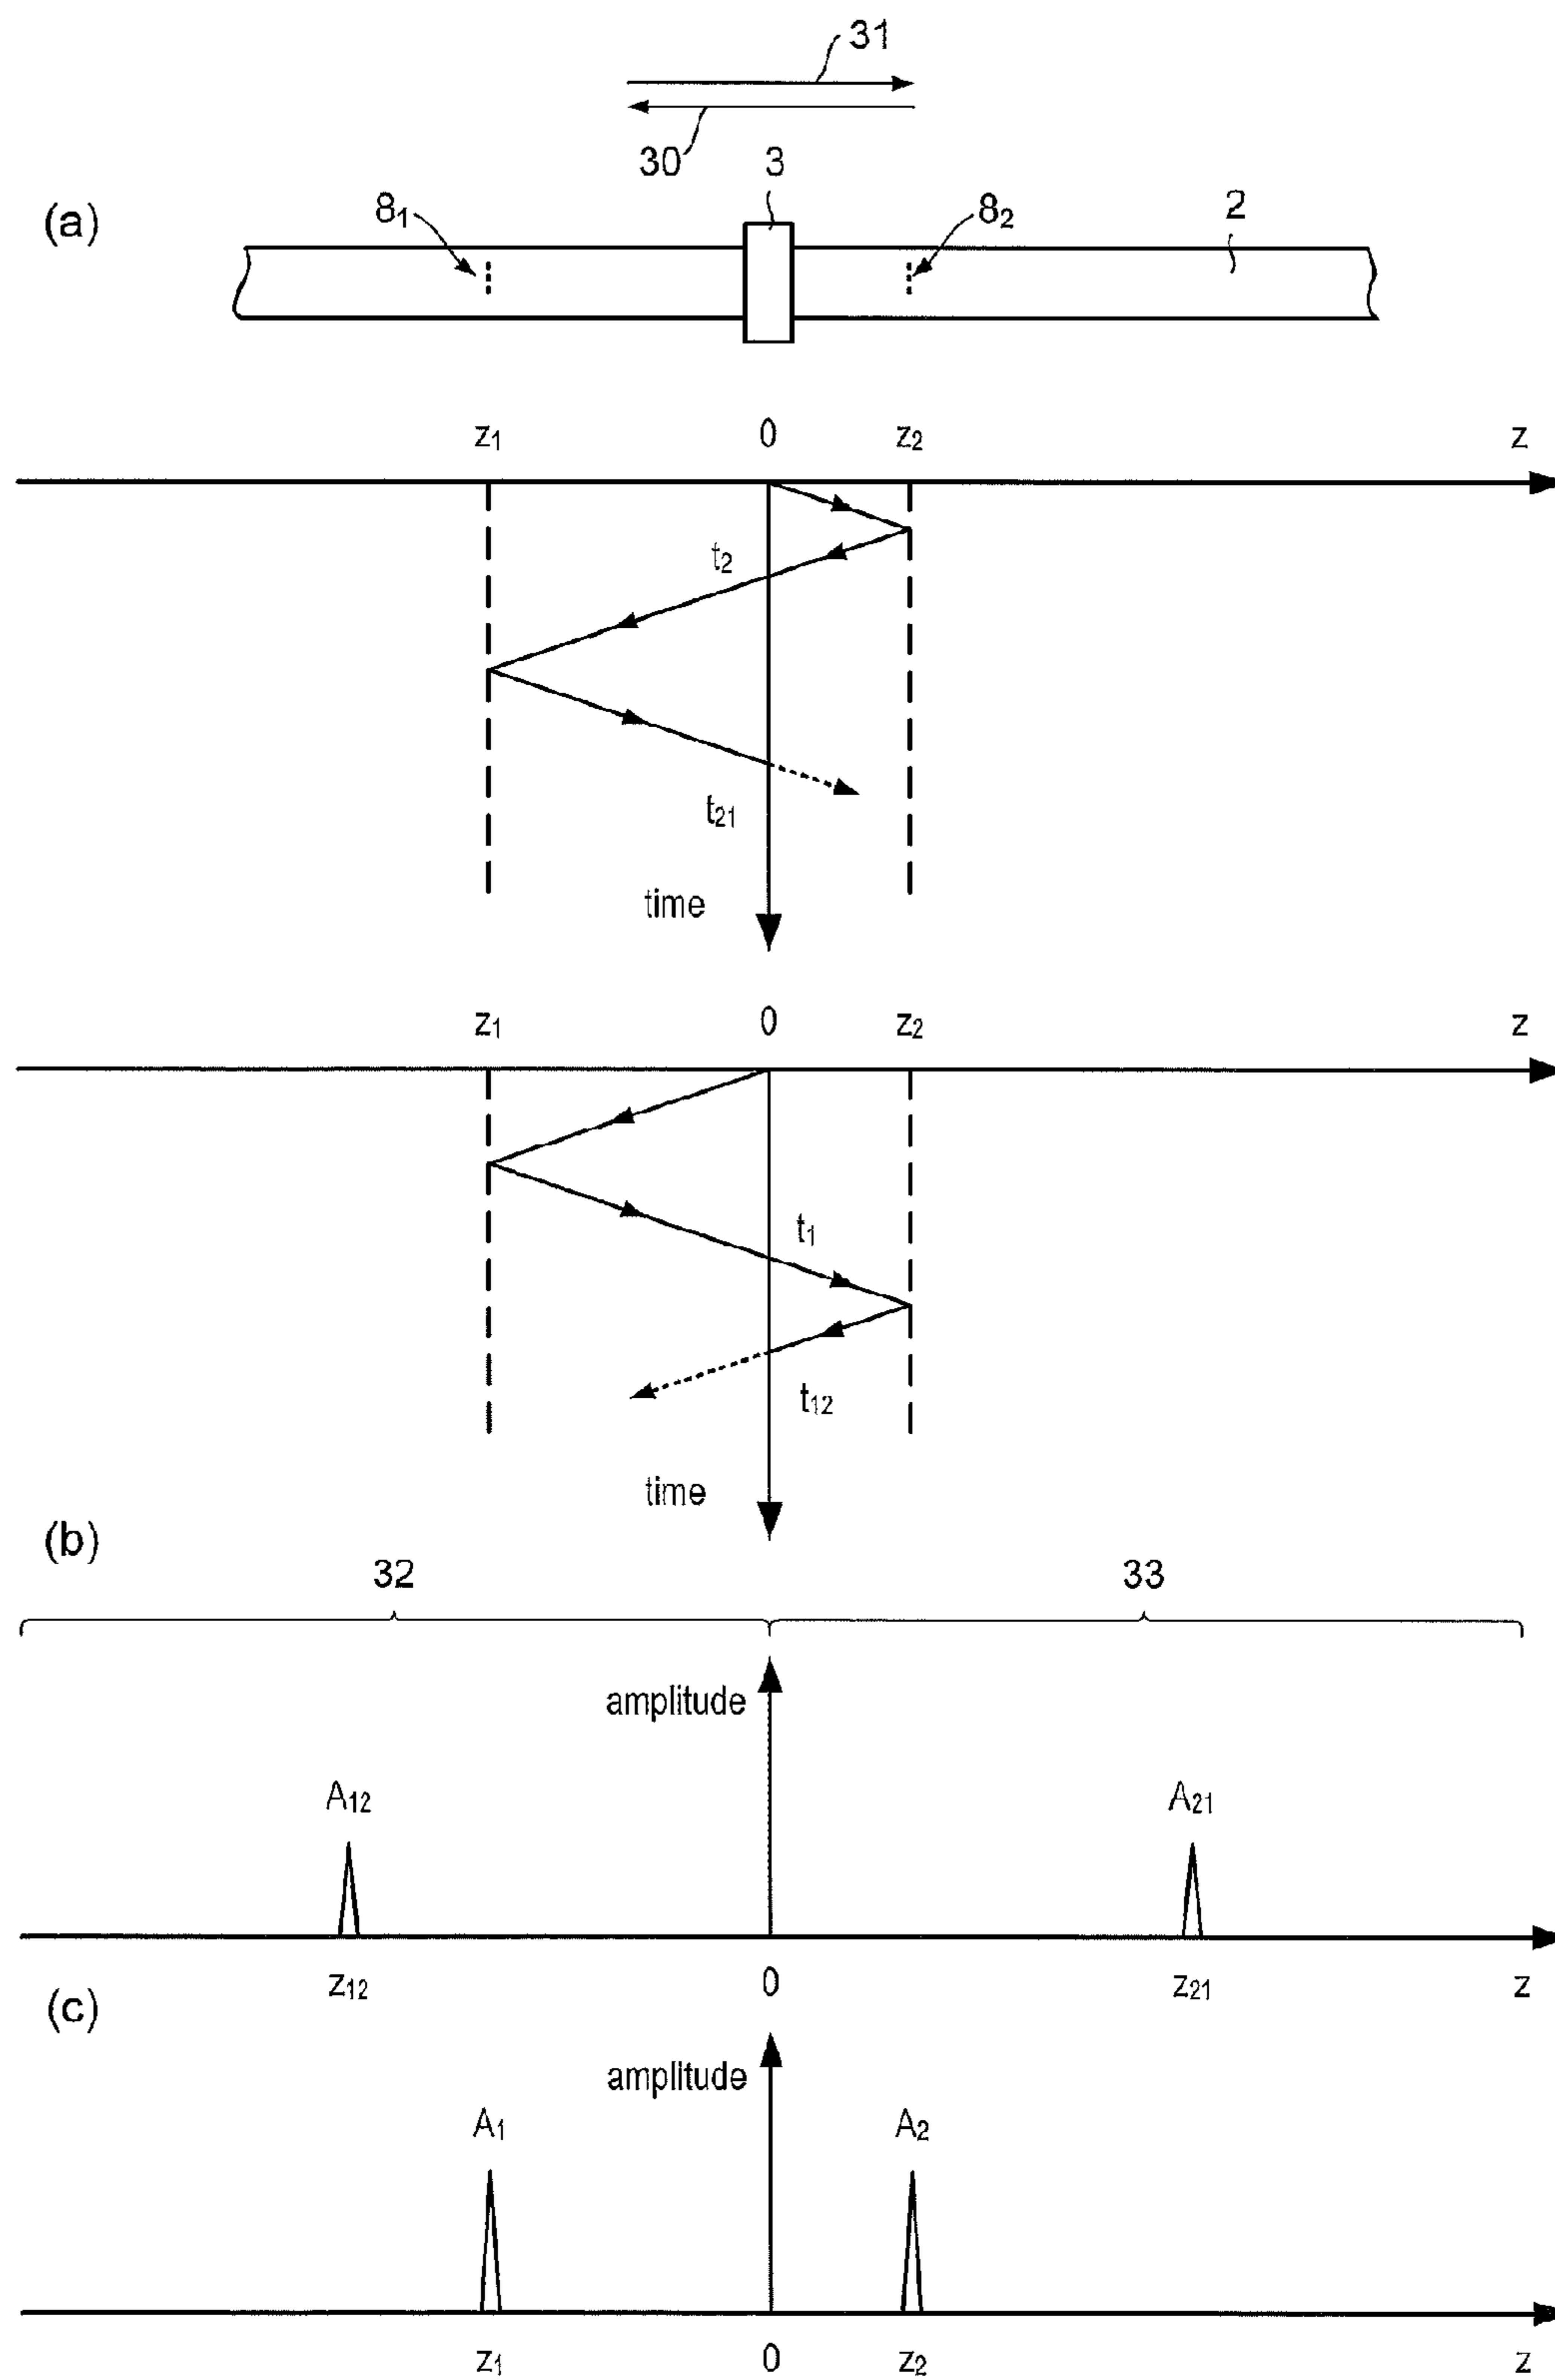 31
30
3
(a)
8₁
8₂
2
z₁ 0 z₂ z
t₂
t₂₁
time
z₁ 0 z₂ z
t₁
t₁₂
time
(b)
32 33
amplitude
A₁₂ A₂₁
z₁₂ 0 z₂₁ z
(c)
amplitude
A₁ A₂
z₁ 0 z₂ z